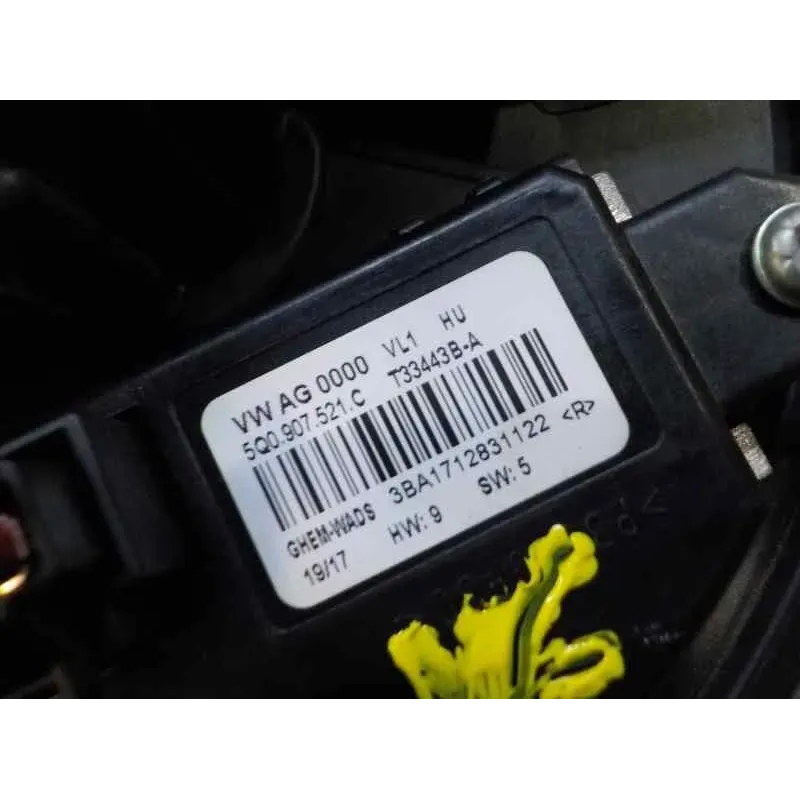 VW AG 0000 VL1 HU
5Q0.907.521.C T33443B-A
3BA1712831122 <R>
GHEM-WADS HW: 9 SW: 5
19/17